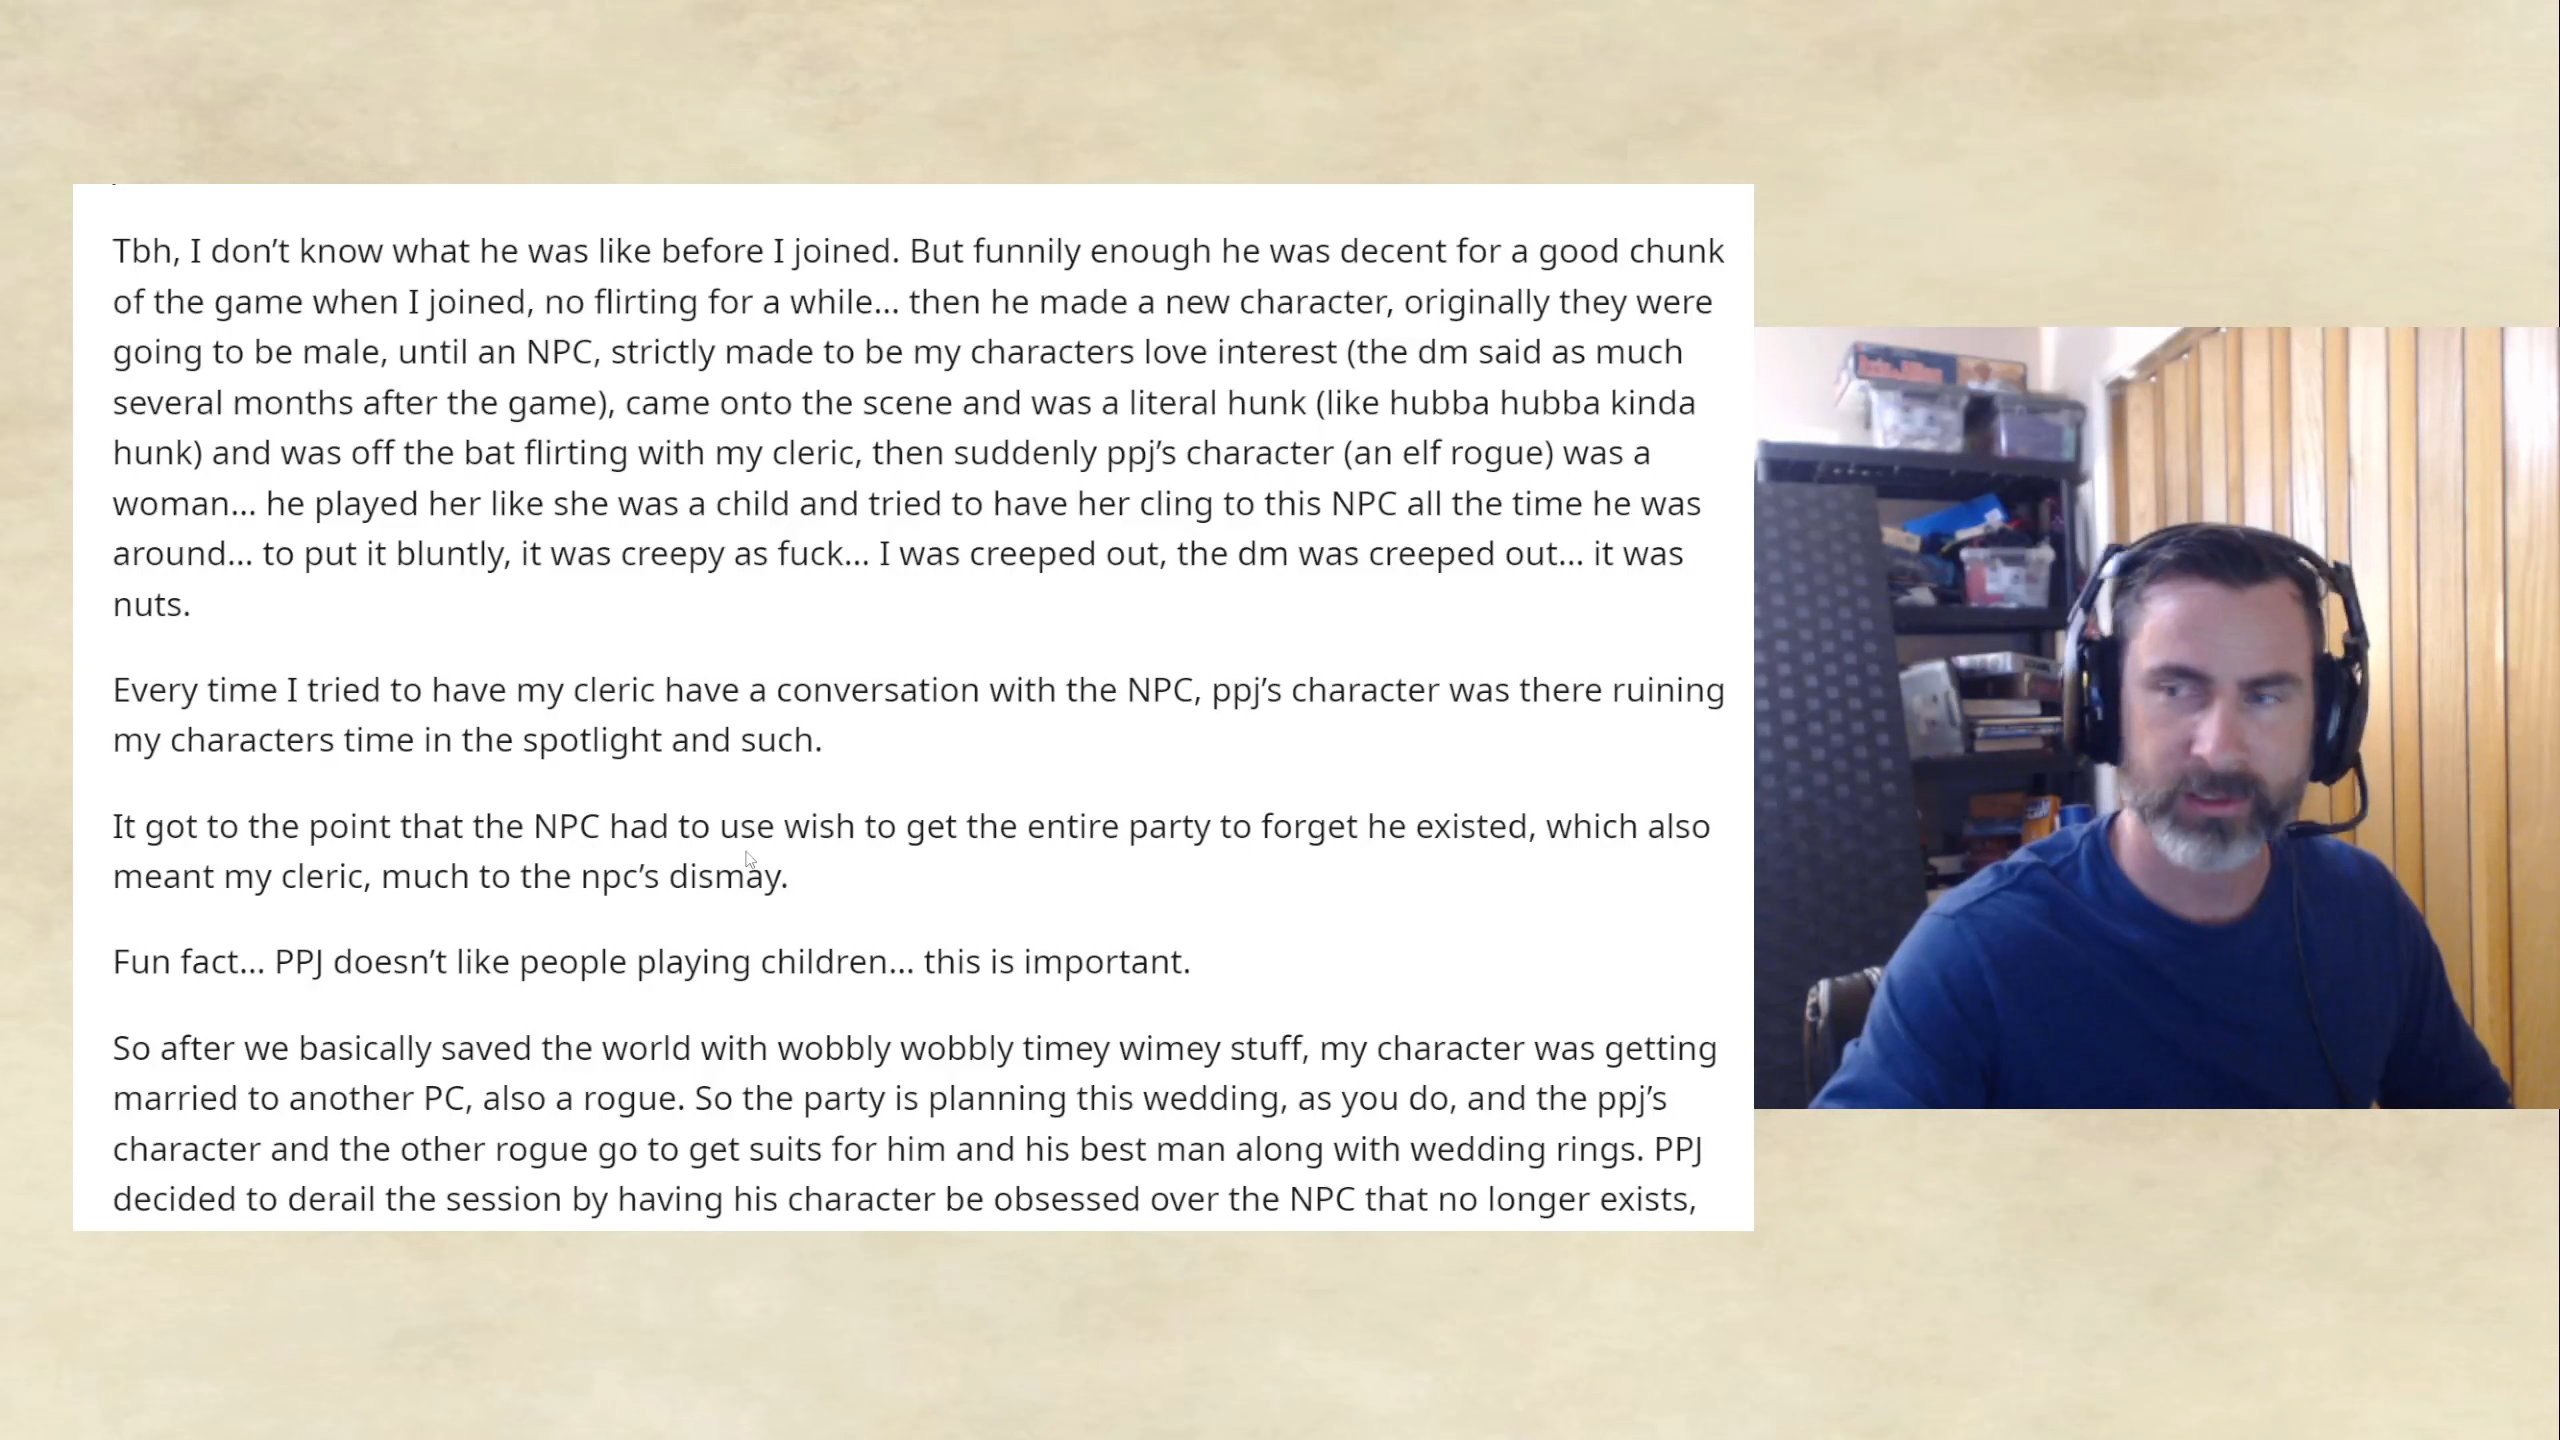 Tbh, I don’t know what he was like before I joined. But funnily enough he was decent for a good chunk
of the game when I joined, no flirting for a while... then he made a new character, originally they were
going to be male, until an NPC, strictly made to be my characters love interest (the dm said as much
several months after the game), came onto the scene and was a literal hunk (like hubba hubba kinda
hunk) and was off the bat flirting with my cleric, then suddenly ppj’s character (an elf rogue) was a
woman... he played her like she was a child and tried to have her cling to this NPC all the time he was
around... to put it bluntly, it was creepy as fuck... I was creeped out, the dm was creeped out... it was
nuts.
Every time I tried to have my cleric have a conversation with the NPC, ppj’s character was there ruining
my characters time in the spotlight and such.
It got to the point that the NPC had to use wish to get the entire party to forget he existed, which also
meant my cleric, much to the npc’s dismay.
Fun fact... PPJ doesn’t like people playing children... this is important.
So after we basically saved the world with wobbly wobbly timey wimey stuff, my character was getting
married to another PC, also a rogue. So the party is planning this wedding, as you do, and the ppj’s
character and the other rogue go to get suits for him and his best man along with wedding rings. PPJ
decided to derail the session by having his character be obsessed over the NPC that no longer exists,